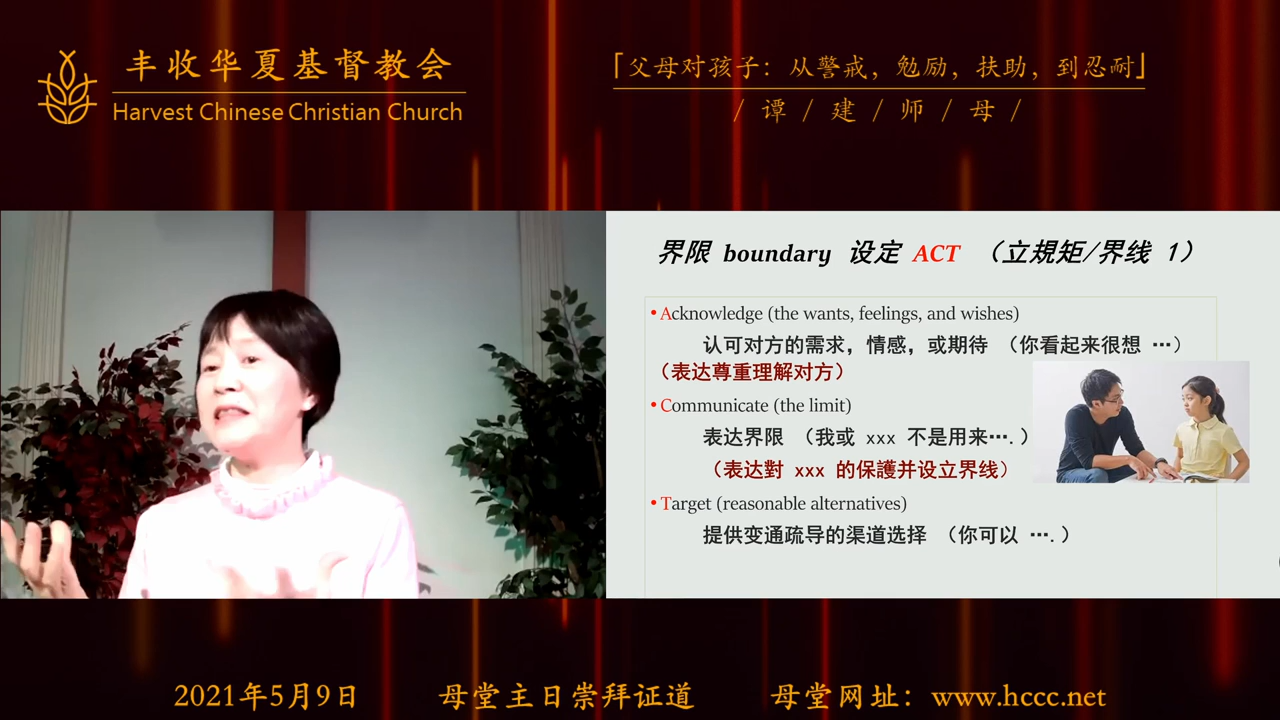 丰收华夏基督教会
Harvest Chinese Christian Church
「父母对孩子：从警戒，勉励，扶助，到忍耐」
/ 谭 / 建 / 师 / 母 /
界限 boundary 设定 ACT （立規矩/界线 1）
•Acknowledge (the wants, feelings, and wishes)
认可对方的需求，情感，或期待 （你看起来很想 …）
（表达尊重理解对方）
•Communicate (the limit)
表达界限 （我或 xxx 不是用来….）
（表达對 xxx 的保護并设立界线）
•Target (reasonable alternatives)
提供变通疏导的渠道选择 （你可以 ….）
2021年5月9日 母堂主日崇拜证道 母堂网址：www.hccc.net